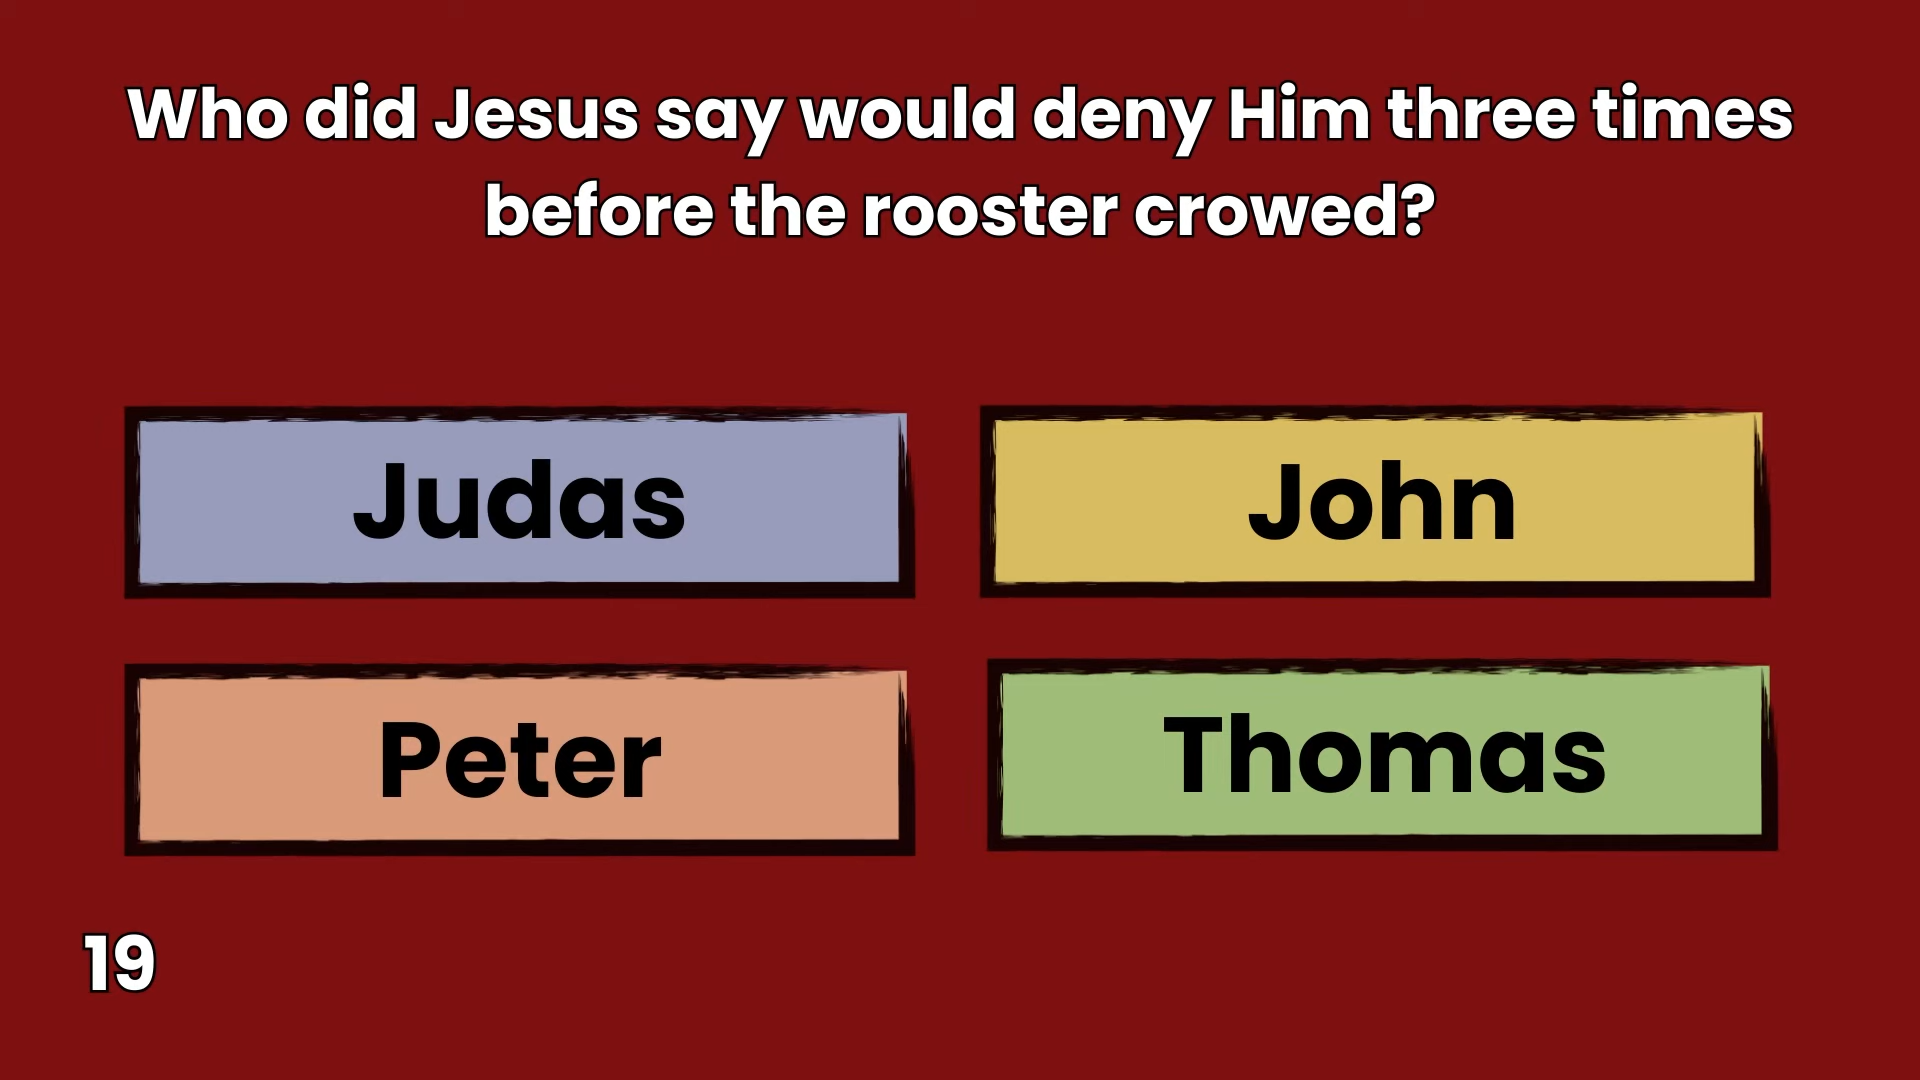 Who did Jesus say would deny Him three times
before the rooster crowed?
Judas
John
Peter
Thomas
19